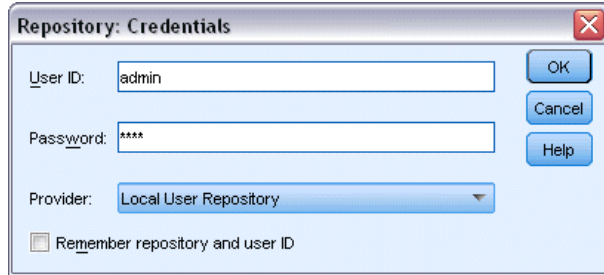 Repository: Credentials
User ID: admin
OK
Cancel
Password: ****
Help
Provider: Local User Repository
Remember repository and user ID